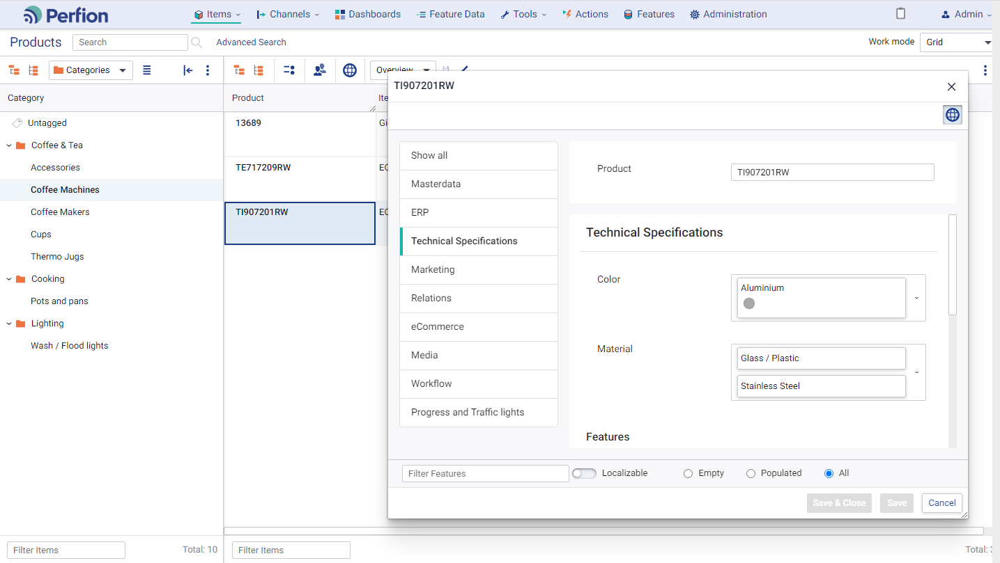 Perfion
Items
Channels
Dashboards
Feature Data
Tools
Actions
Features
Administration
Admin
Products
Search
Advanced Search
Work mode
Grid
Categories
Overview
Category
Product
Ite
Untagged
Coffee & Tea
Accessories
Coffee Machines
Coffee Makers
Cups
Thermo Jugs
Cooking
Pots and pans
Lighting
Wash / Flood lights
13689
Gi
TE717209RW
EC
TI907201RW
EC
TI907201RW
Show all
Masterdata
ERP
Technical Specifications
Marketing
Relations
eCommerce
Media
Workflow
Progress and Traffic lights
Product
TI907201RW
Technical Specifications
Color
Aluminium
Material
Glass / Plastic
Stainless Steel
Features
Filter Features
Localizable
Empty
Populated
All
Save & Close
Save
Cancel
Filter Items
Total: 10
Filter Items
Total: